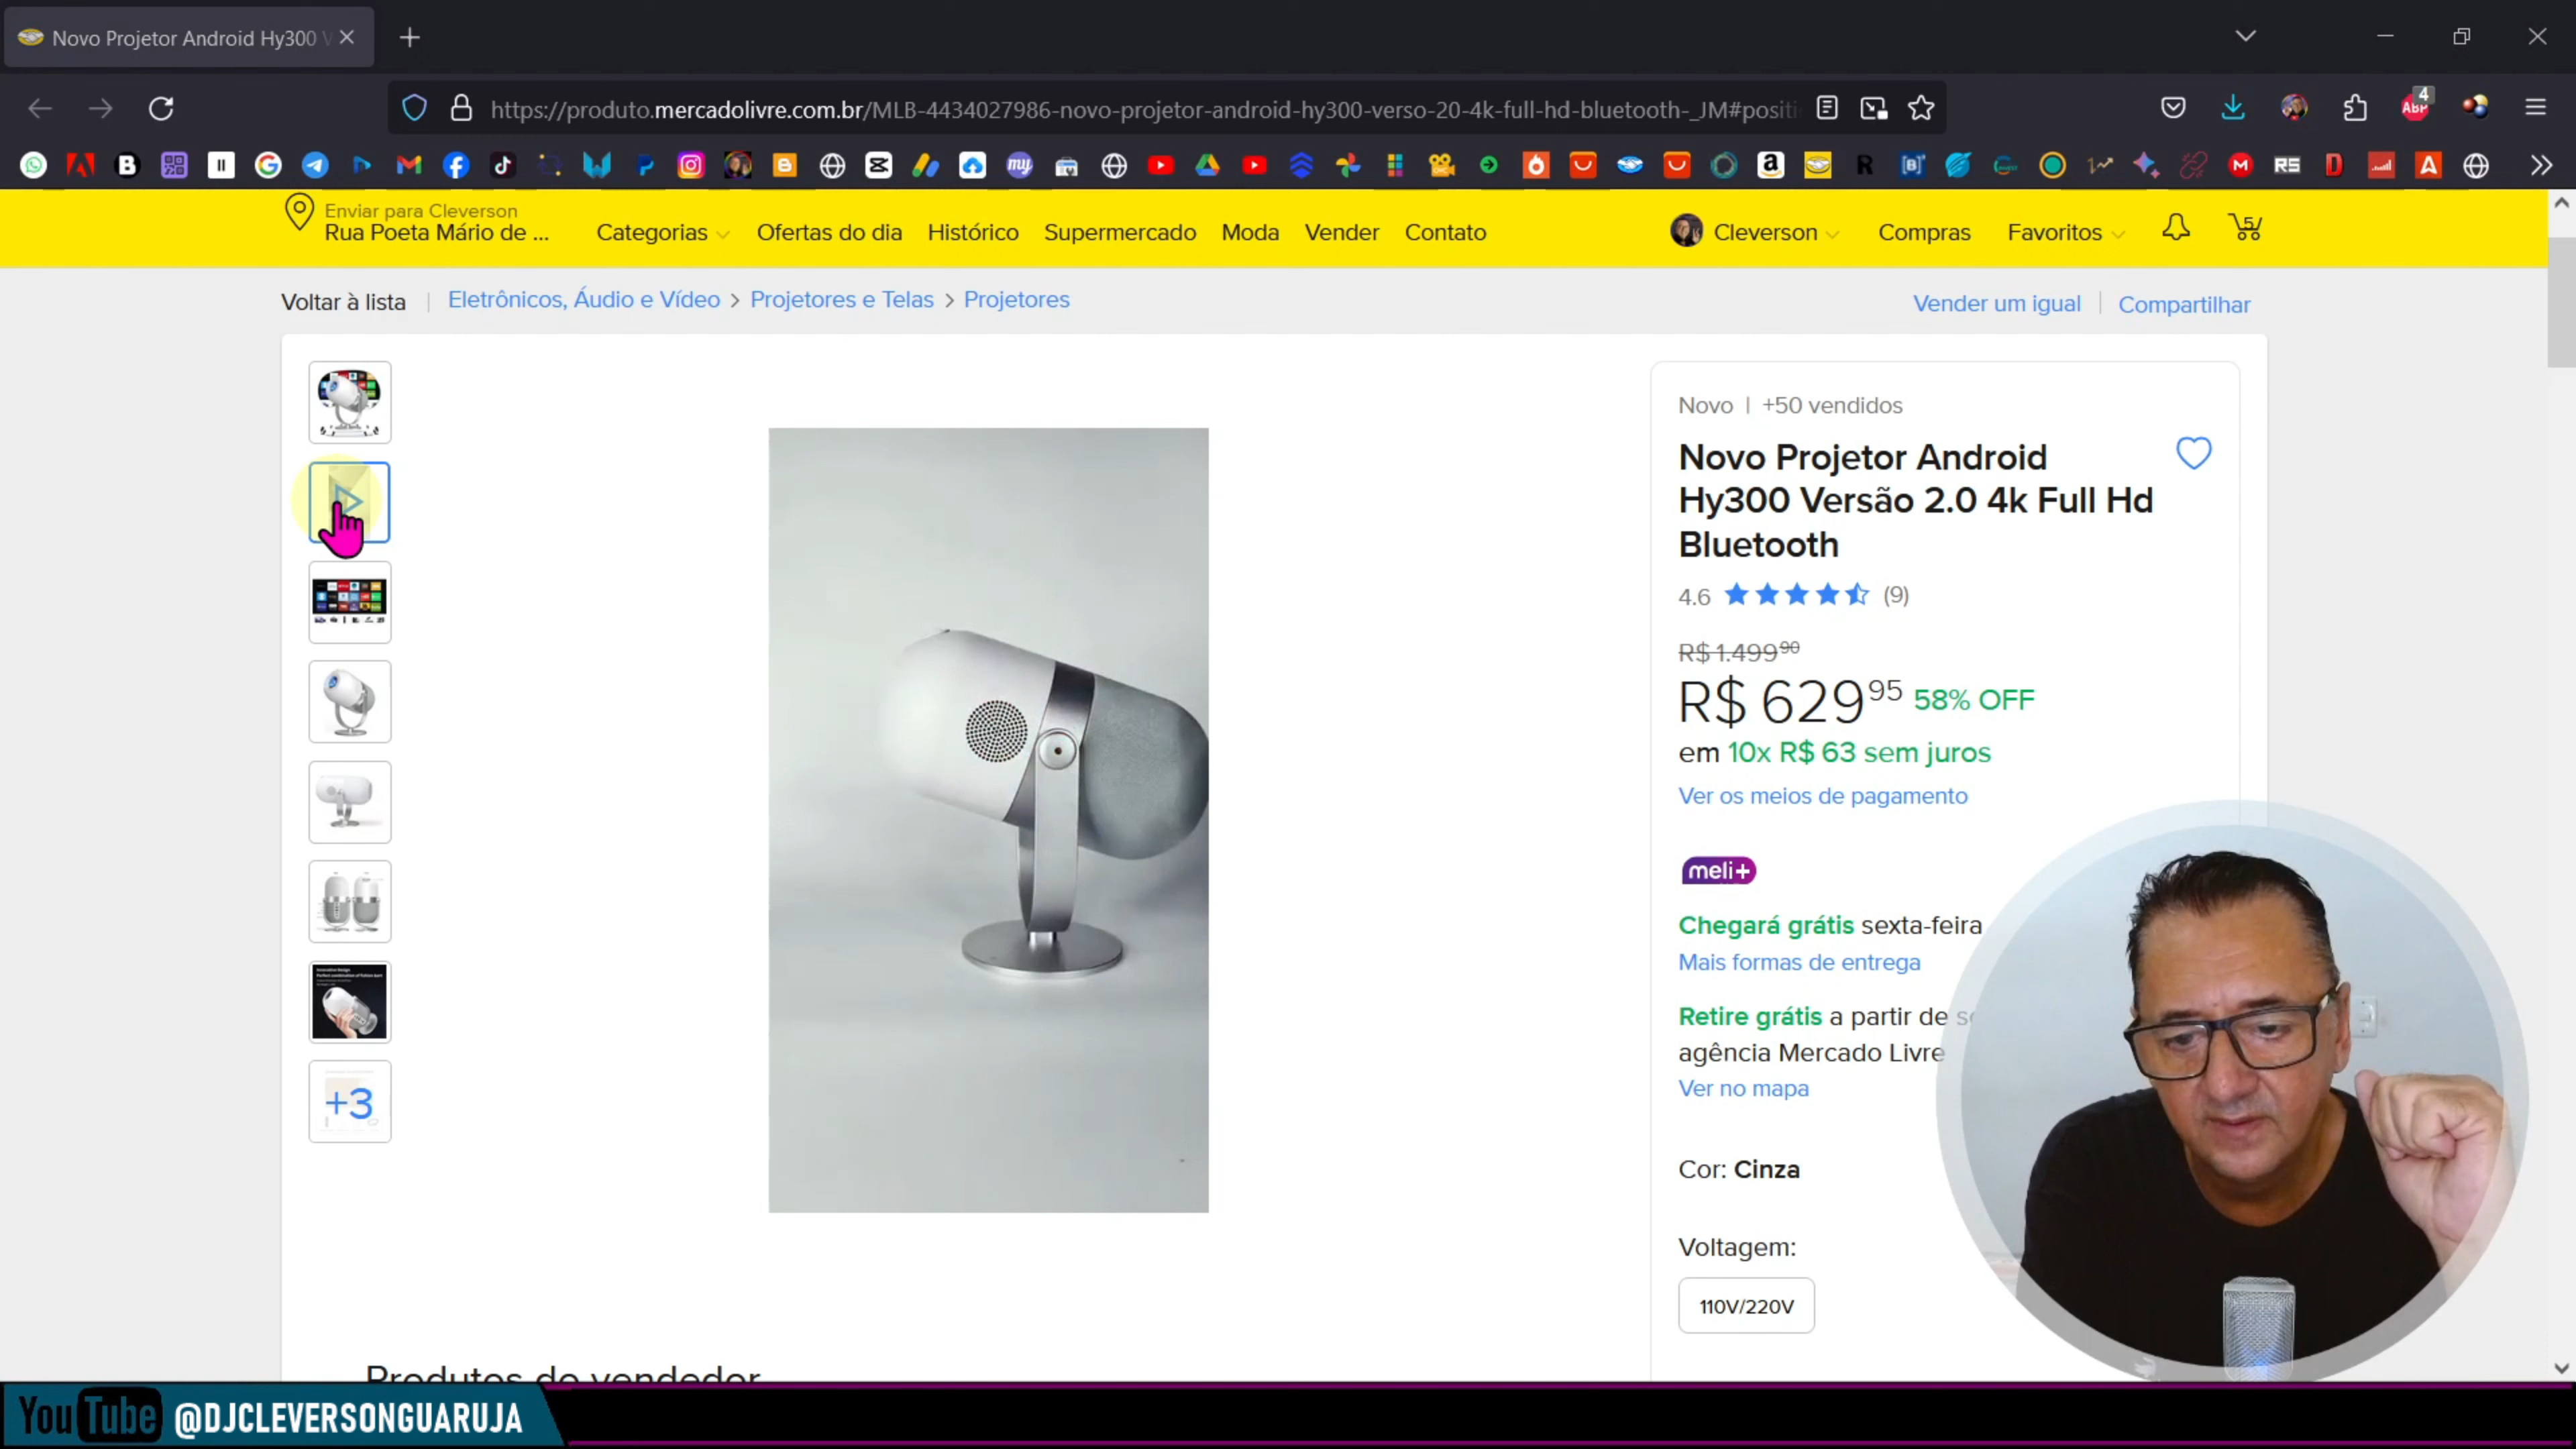 Novo Projetor Android Hy300 V
https://produto.mercadolivre.com.br/MLB-4434027986-novo-projetor-android-hy300-verso-20-4k-full-hd-bluetooth-_JM#positi
4
ABP
Enviar para Cleverson
Rua Poeta Mário de ...
Categorias
Ofertas do dia
Histórico
Supermercado
Moda
Vender
Contato
Cleverson
Compras
Favoritos
5
Voltar à lista
Eletrônicos, Áudio e Vídeo > Projetores e Telas > Projetores
Vender um igual
Compartilhar
+3
Novo | +50 vendidos
Novo Projetor Android
Hy300 Versão 2.0 4k Full Hd
Bluetooth
4.6 (9)
R$ 1.499 90
R$ 629 95 58% OFF
em 10x R$ 63 sem juros
Ver os meios de pagamento
meli+
Chegará grátis sexta-feira
Mais formas de entrega
Retire grátis a partir de
agência Mercado Livre
Ver no mapa
Cor: Cinza
Voltagem:
110V/220V
Produtos do vendedor
YouTube @DJCLEVERSONGUARUJA